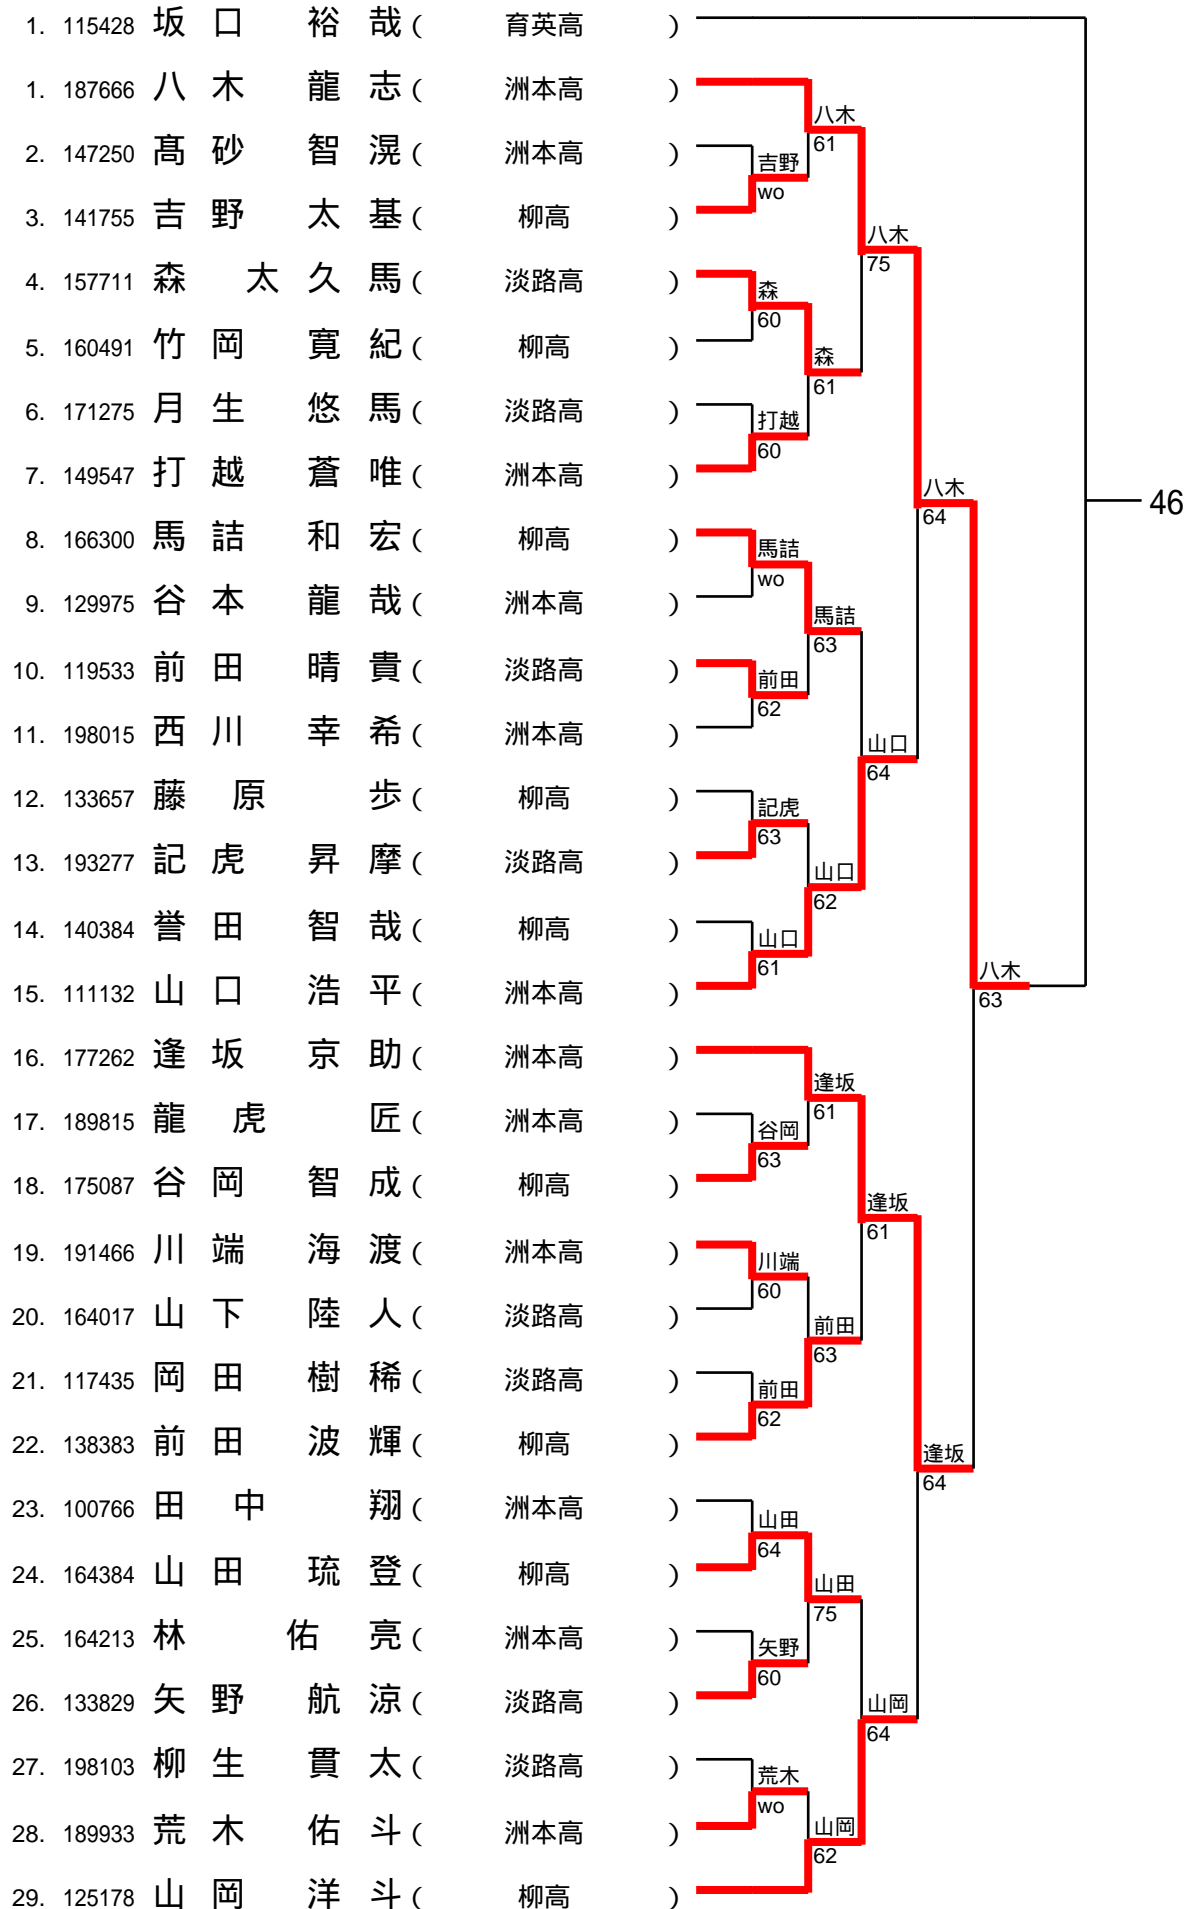 1. 115428 坂口 裕哉 ( 育英高 )
1. 187666 八木 龍志 ( 洲本高 )
八木
61
2. 147250 髙砂 智滉 ( 洲本高 )
吉野
wo
3. 141755 吉野 太基 ( 柳高 )
八木
75
4. 157711 森 太久馬 ( 淡路高 )
森
60
5. 160491 竹岡 寛紀 ( 柳高 )
森
61
6. 171275 月生 悠馬 ( 淡路高 )
打越
60
7. 149547 打越 蒼唯 ( 洲本高 )
八木
64
46
8. 166300 馬詰 和宏 ( 柳高 )
馬詰
wo
9. 129975 谷本 龍哉 ( 洲本高 )
馬詰
63
10. 119533 前田 晴貴 ( 淡路高 )
前田
62
11. 198015 西川 幸希 ( 洲本高 )
山口
64
12. 133657 藤原 歩 ( 柳高 )
記虎
63
13. 193277 記虎 昇摩 ( 淡路高 )
山口
62
14. 140384 誉田 智哉 ( 柳高 )
山口
61
15. 111132 山口 浩平 ( 洲本高 )
八木
63
16. 177262 逢坂 京助 ( 洲本高 )
逢坂
61
17. 189815 龍虎 匠 ( 洲本高 )
谷岡
63
18. 175087 谷岡 智成 ( 柳高 )
逢坂
61
19. 191466 川端 海渡 ( 洲本高 )
川端
60
20. 164017 山下 陸人 ( 淡路高 )
前田
63
21. 117435 岡田 樹稀 ( 淡路高 )
前田
62
22. 138383 前田 波輝 ( 柳高 )
逢坂
64
23. 100766 田中 翔 ( 洲本高 )
山田
64
24. 164384 山田 琉登 ( 柳高 )
山田
75
25. 164213 林 佑亮 ( 洲本高 )
矢野
60
26. 133829 矢野 航涼 ( 淡路高 )
山岡
64
27. 198103 柳生 貫太 ( 淡路高 )
荒木
wo
28. 189933 荒木 佑斗 ( 洲本高 )
山岡
62
29. 125178 山岡 洋斗 ( 柳高 )